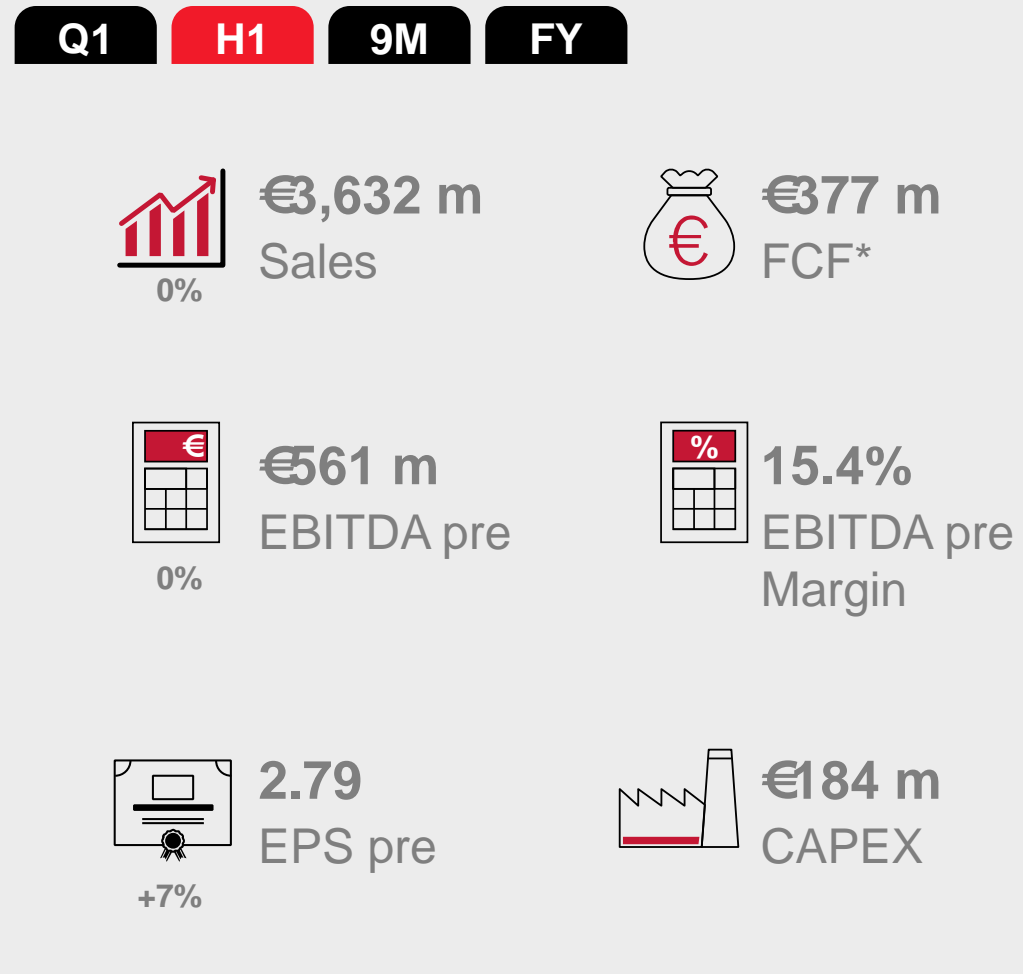 Q1 H1 9M FY
€3,632 m
Sales
0%
€377 m
FCF*
€
€
€561 m
EBITDA pre
0%
%
15.4%
EBITDA pre
Margin
2.79
EPS pre
+7%
€184 m
CAPEX